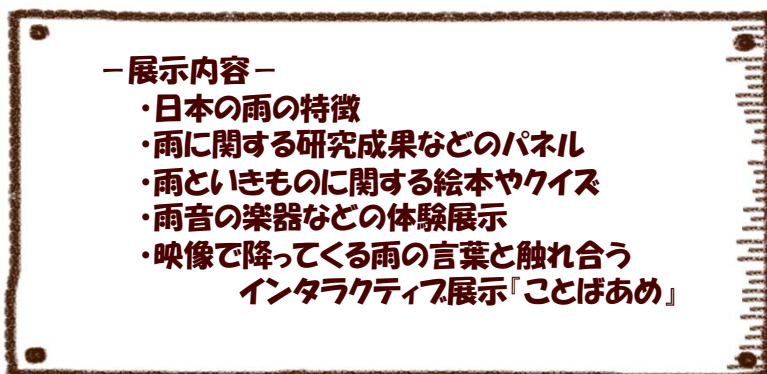 －展示内容－
・日本の雨の特徴
・雨に関する研究成果などのパネル
・雨といきものに関する絵本やクイズ
・雨音の楽器などの体験展示
・映像で降ってくる雨の言葉と触れ合う
インタラクティブ展示『ことばあめ』